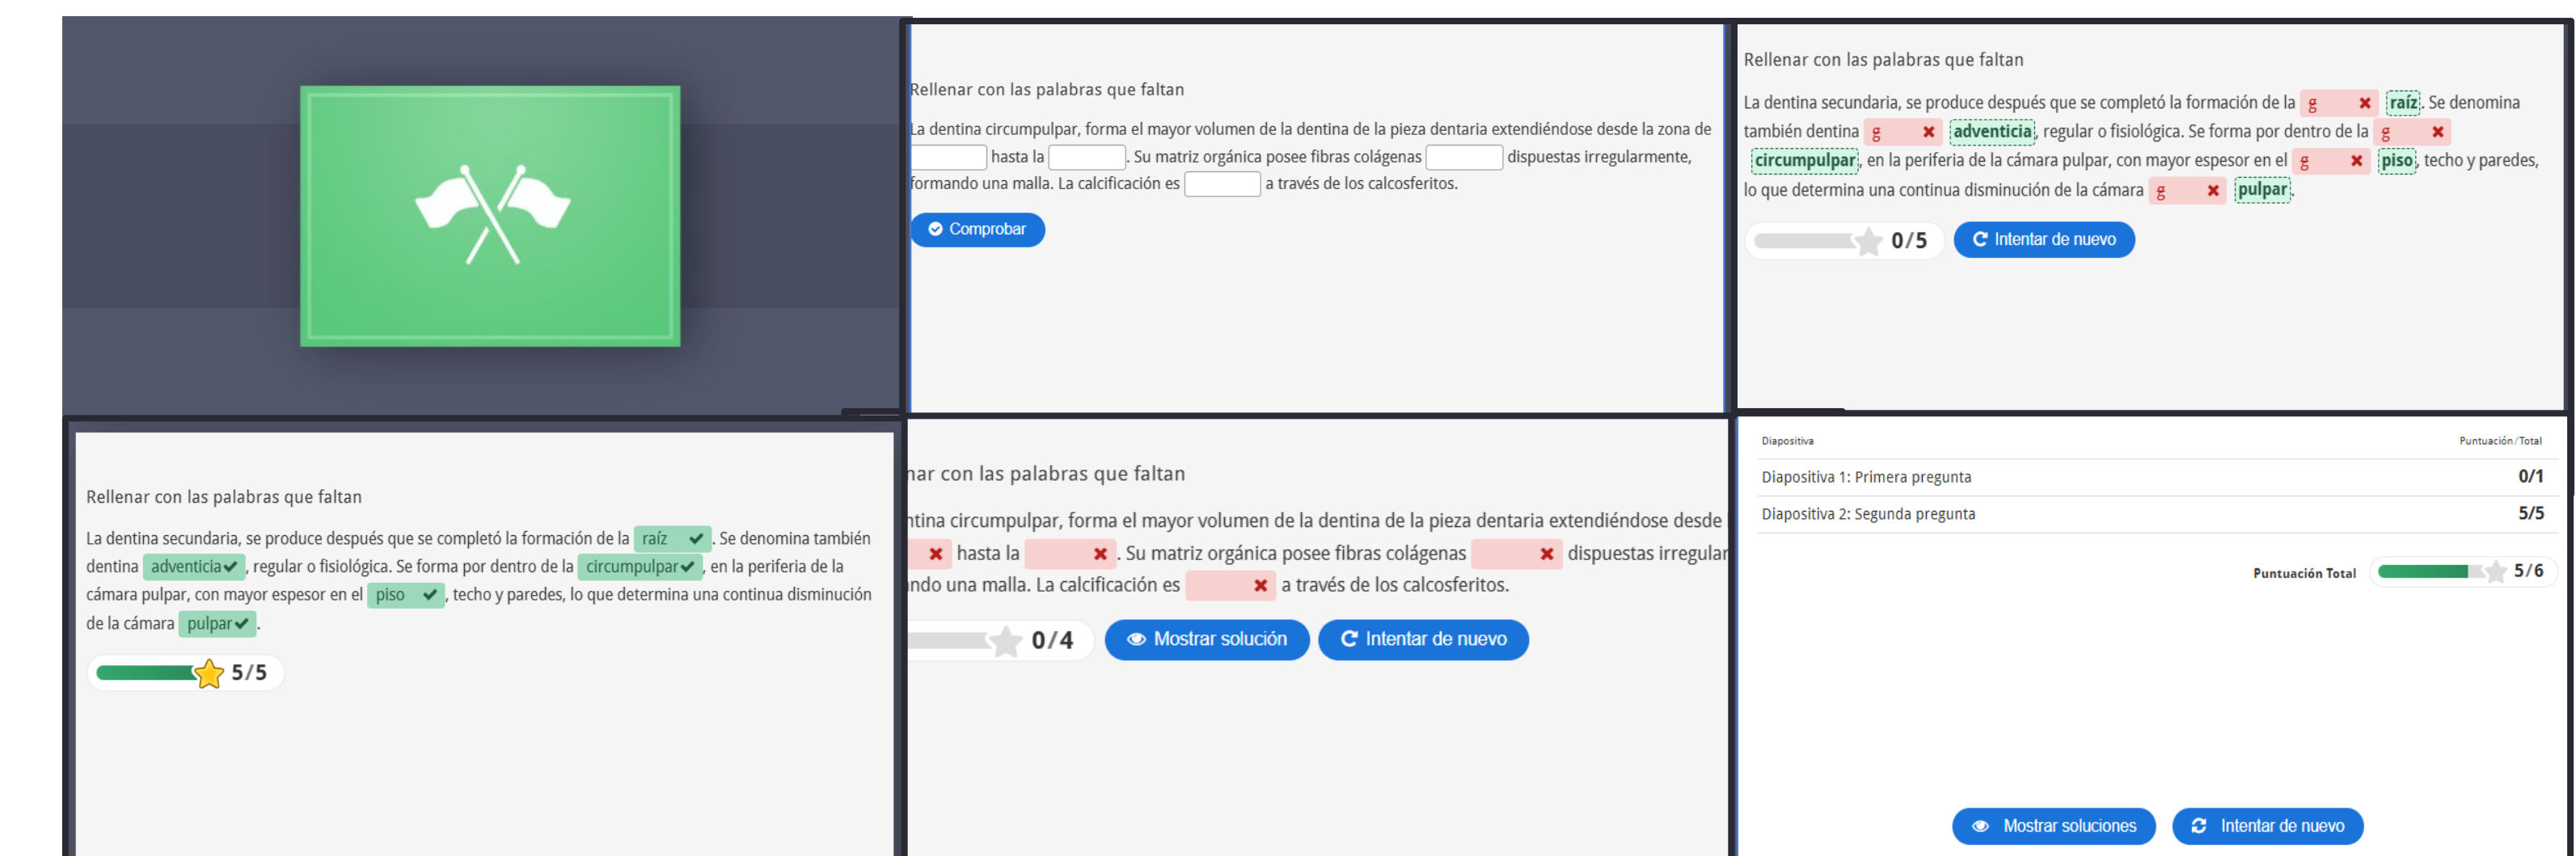 Rellenar con las palabras que faltan
La dentina circumpulpar, forma el mayor volumen de la dentina de la pieza dentaria extendiéndose desde la zona de
hasta la . Su matriz orgánica posee fibras colágenas dispuestas irregularmente,
formando una malla. La calcificación es a través de los calcosferitos.
Comprobar
Rellenar con las palabras que faltan
La dentina secundaria, se produce después que se completó la formación de la g raíz. Se denomina
también dentina g adventicia, regular o fisiológica. Se forma por dentro de la g
circumpulpar, en la periferia de la cámara pulpar, con mayor espesor en el g piso, techo y paredes,
lo que determina una continua disminución de la cámara g pulpar.
0/5 Intentar de nuevo
Rellenar con las palabras que faltan
La dentina secundaria, se produce después que se completó la formación de la raíz . Se denomina también
dentina adventicia , regular o fisiológica. Se forma por dentro de la circumpulpar , en la periferia de la
cámara pulpar, con mayor espesor en el piso , techo y paredes, lo que determina una continua disminución
de la cámara pulpar .
5/5
nar con las palabras que faltan
ntina circumpulpar, forma el mayor volumen de la dentina de la pieza dentaria extendiéndose desde
hasta la . Su matriz orgánica posee fibras colágenas dispuestas irregular
ndo una malla. La calcificación es a través de los calcosferitos.
0/4 Mostrar solución Intentar de nuevo
Diapositiva Puntuación/Total
Diapositiva 1: Primera pregunta 0/1
Diapositiva 2: Segunda pregunta 5/5
Puntuación Total 5/6
Mostrar soluciones Intentar de nuevo